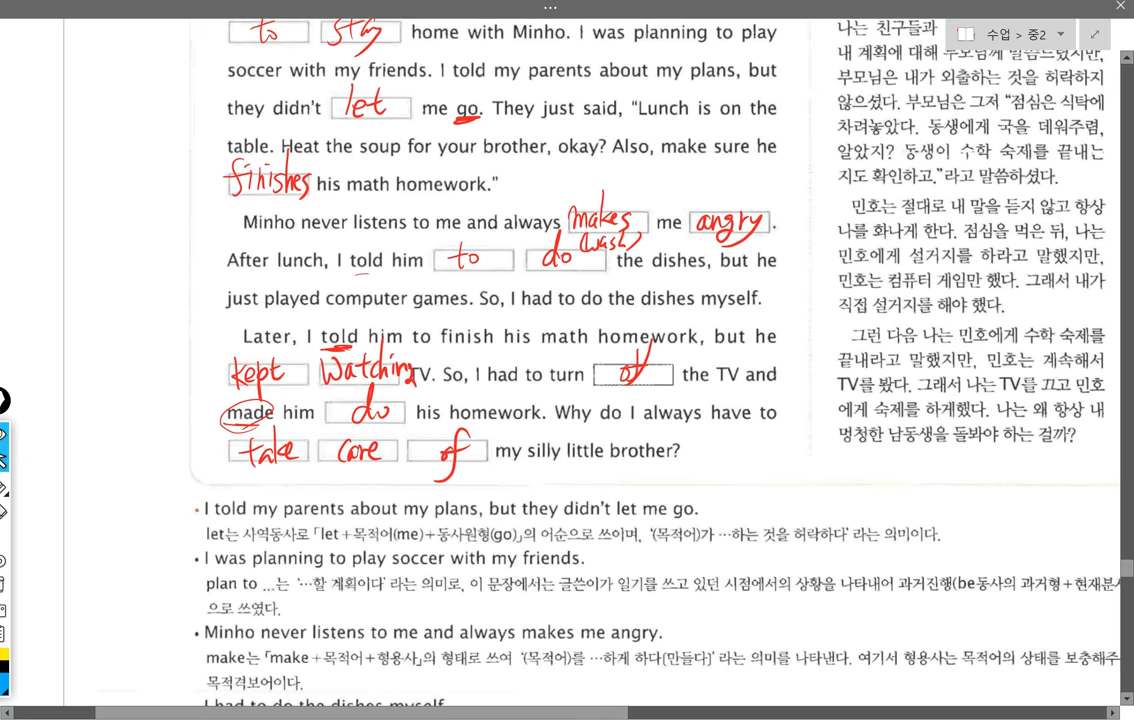 수업 > 중2
to stay home with Minho. I was planning to play
soccer with my friends. I told my parents about my plans, but
they didn't let me go. They just said, “Lunch is on the
table. Heat the soup for your brother, okay? Also, make sure he
finishes his math homework.”
Minho never listens to me and always makes me angry.
(wash)
After lunch, I told him to do the dishes, but he
just played computer games. So, I had to do the dishes myself.
Later, I told him to finish his math homework, but he
kept watching TV. So, I had to turn off the TV and
made him do his homework. Why do I always have to
take care of my silly little brother?
나는 친구들과
내 계획에 대해 부모님께 말씀드렸지만,
부모님은 내가 외출하는 것을 허락하지
않으셨다. 부모님은 그저 “점심은 식탁에
차려놓았다. 동생에게 국을 데워주렴,
알았지? 동생이 수학 숙제를 끝내는
지도 확인하고.”라고 말씀하셨다.
민호는 절대로 내 말을 듣지 않고 항상
나를 화나게 한다. 점심을 먹은 뒤, 나는
민호에게 설거지를 하라고 말했지만,
민호는 컴퓨터 게임만 했다. 그래서 내가
직접 설거지를 해야 했다.
그런 다음 나는 민호에게 수학 숙제를
끝내라고 말했지만, 민호는 계속해서
TV를 봤다. 그래서 나는 TV를 끄고 민호
에게 숙제를 하게했다. 나는 왜 항상 내
멍청한 남동생을 돌봐야 하는 걸까?
• I told my parents about my plans, but they didn't let me go.
let는 사역동사로 「let+목적어(me)+동사원형(go)」의 어순으로 쓰이며, ‘(목적어)가 …하는 것을 허락하다’ 라는 의미이다.
• I was planning to play soccer with my friends.
plan to …는 ‘…할 계획이다’ 라는 의미로, 이 문장에서는 글쓴이가 일기를 쓰고 있던 시점에서의 상황을 나타내어 과거진행(be동사의 과거형+현재분사
으로 쓰였다.
• Minho never listens to me and always makes me angry.
make는 「make+목적어+형용사」의 형태로 쓰여 ‘(목적어)를 …하게 하다[만들다]’ 라는 의미를 나타낸다. 여기서 형용사는 목적어의 상태를 보충해주
목적격보어이다.
I had to do the dishes myself.